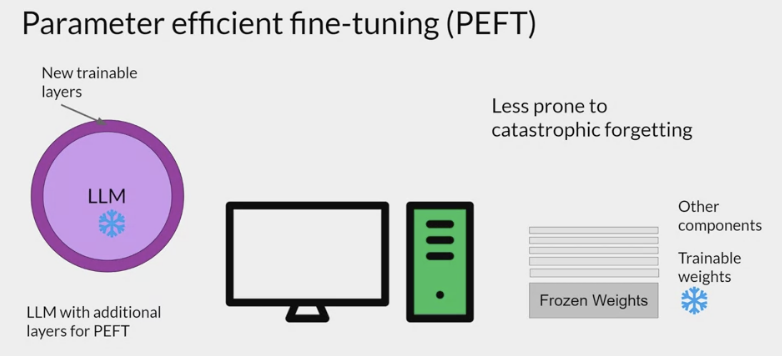 Parameter efficient fine-tuning (PEFT)
New trainable
layers
LLM
LLM with additional
layers for PEFT
Less prone to
catastrophic forgetting
Other
components
Trainable
weights
Frozen Weights